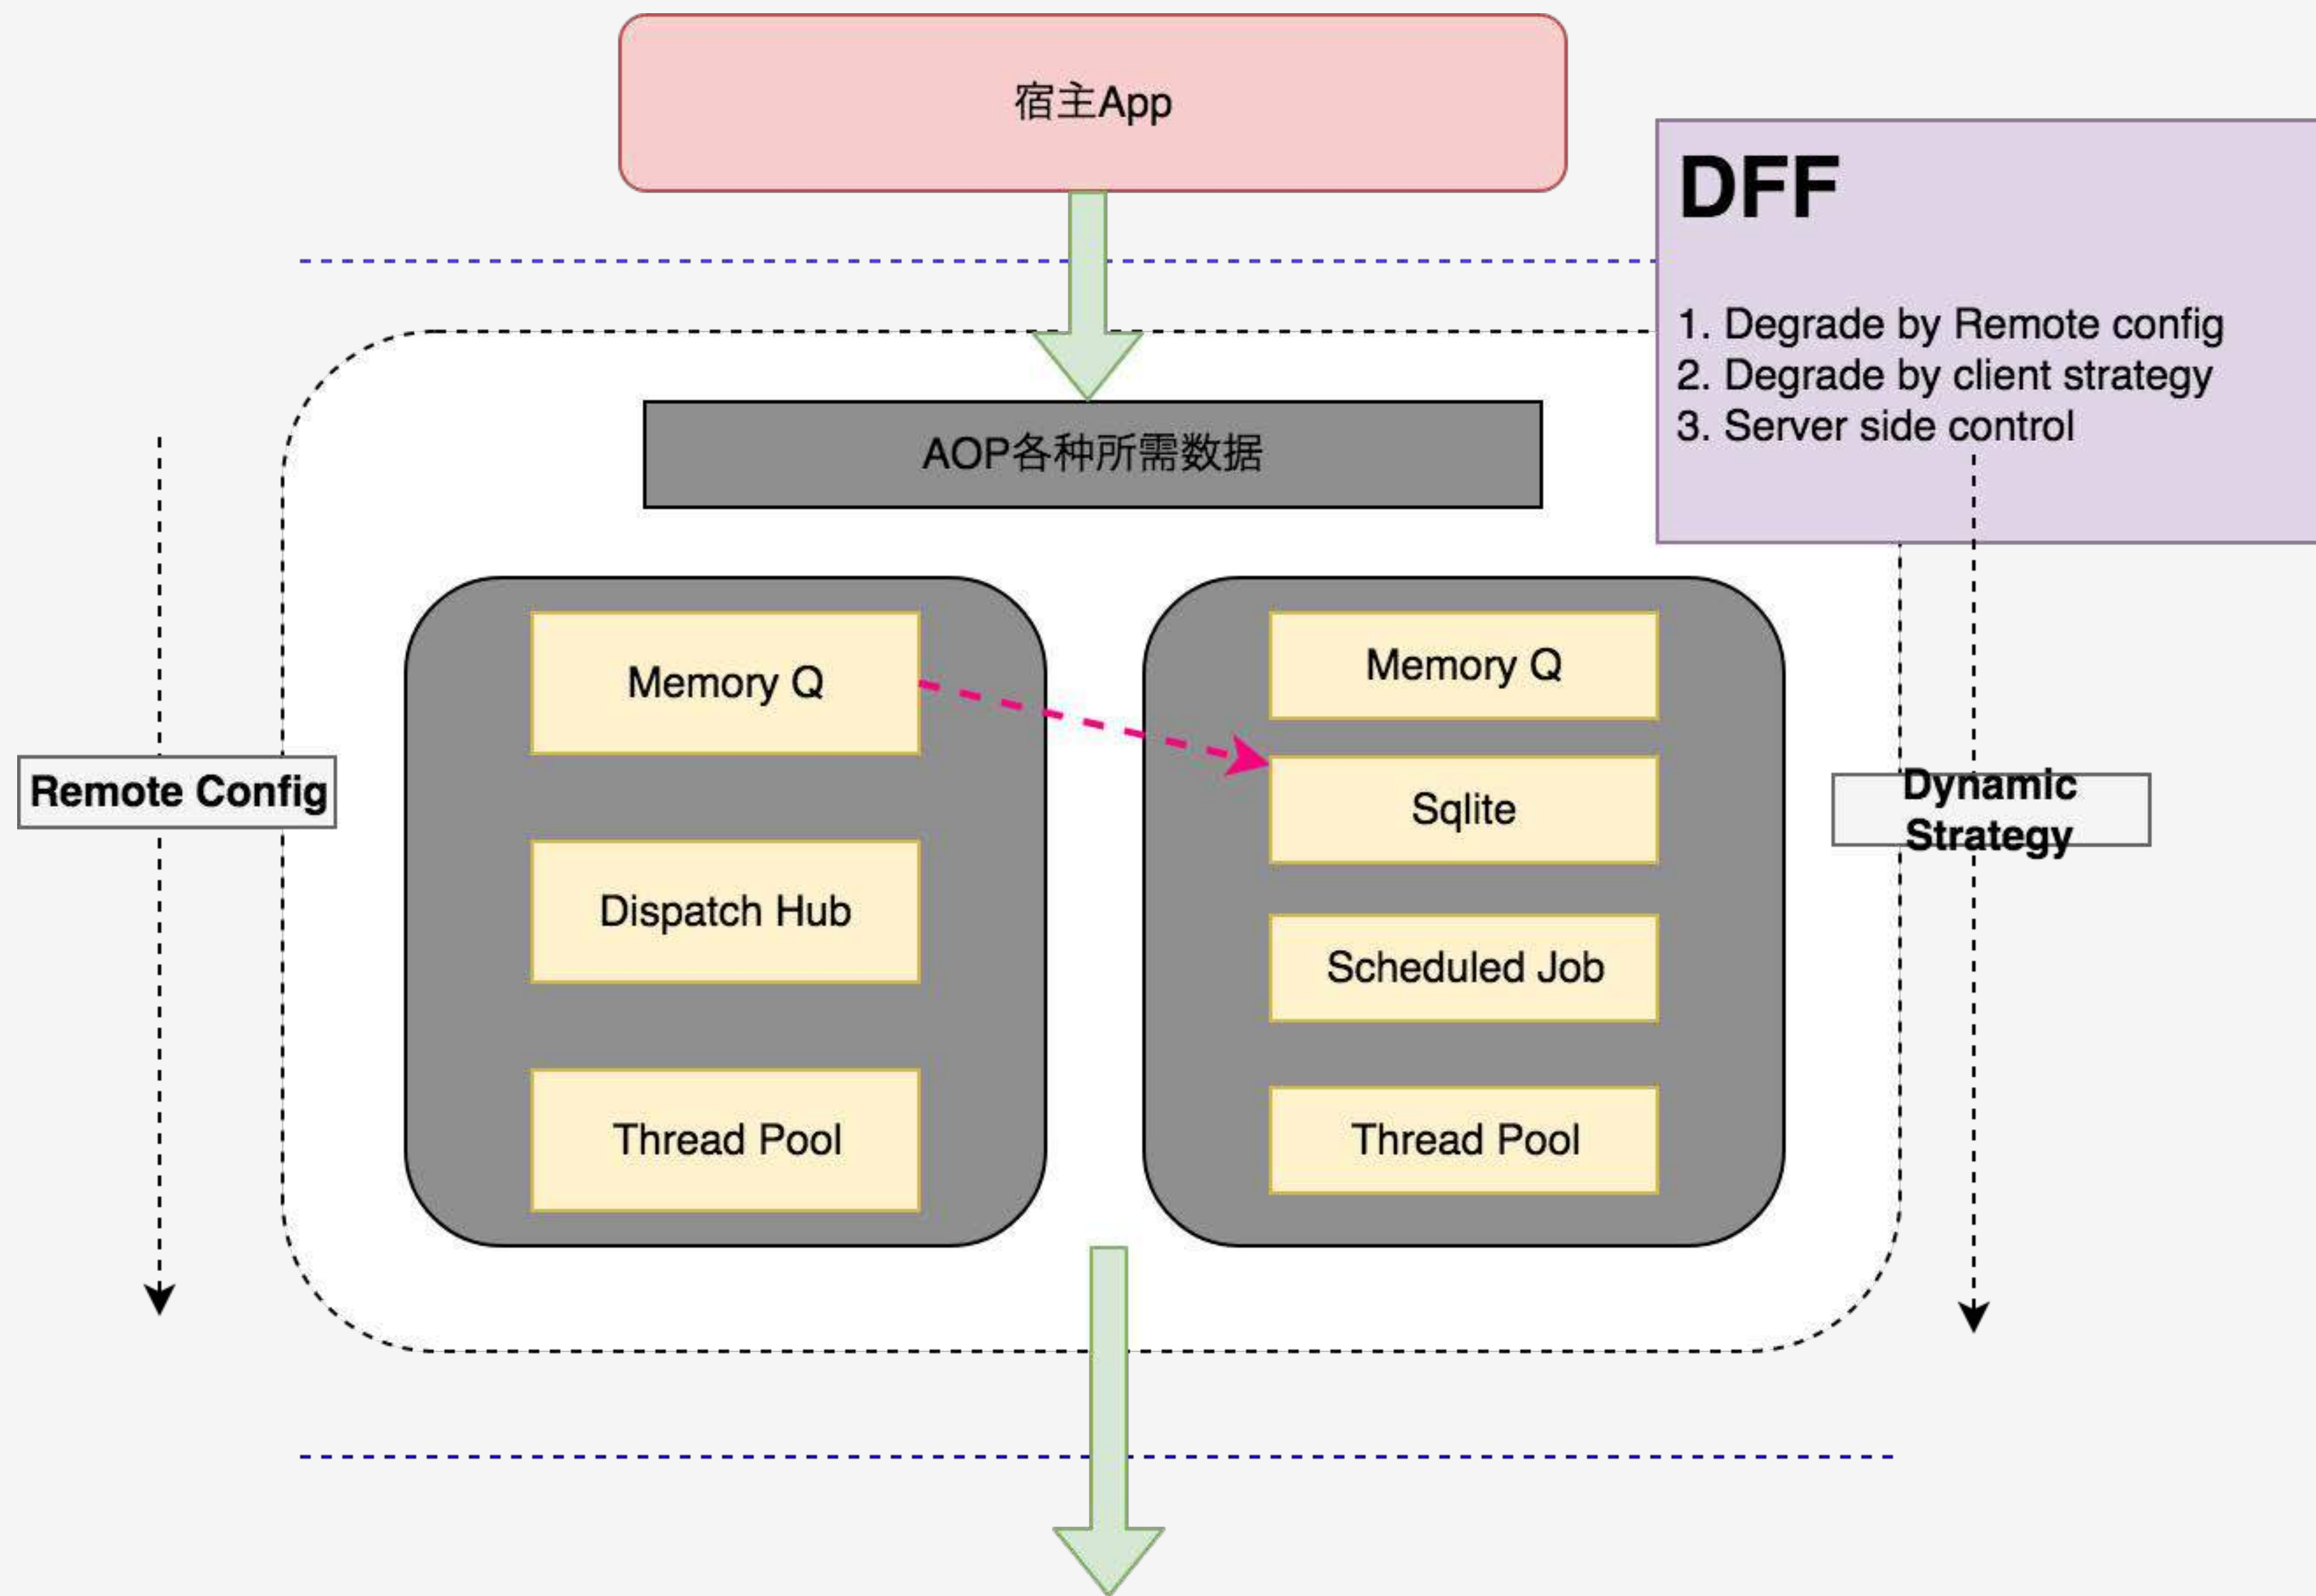 宿主App
DFF
1. Degrade by Remote config
2. Degrade by client strategy
3. Server side control
AOP各种所需数据
Memory Q
Dispatch Hub
Thread Pool
Memory Q
Sqlite
Scheduled Job
Thread Pool
Remote Config
Dynamic
Strategy